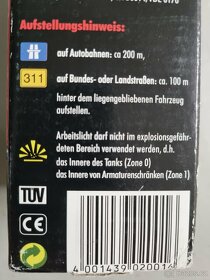 Aufstellungshinweis:
auf Autobahnen: ca 200 m,
311
auf Bundes- oder Landstraßen: ca. 100 m
hinter dem liegengebliebenen Fahrzeug
aufstellen.
Arbeitslicht darf nicht im explosionsgefähr-
deten Bereich verwendet werden, d.h.
das Innere des Tanks (Zone 0)
das Innere von Armaturenschränken (Zone 1)
TÜV
CE
4 001439 020016